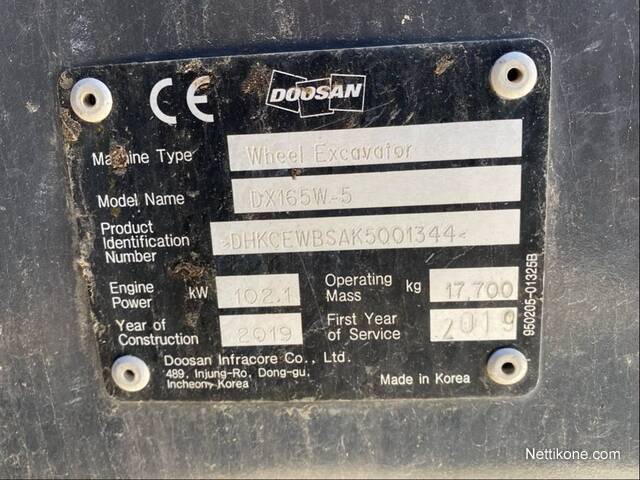 CE
DOOSAN
Machine Type Wheel Excavator
Model Name DX165W-5
Product
Identification
Number >DHKCEWBSAK5001344<
Engine
Power kW 102.1 Operating
Mass kg 17,700
Year of
Construction 2019 First Year
of Service 2019
Doosan Infracore Co., Ltd.
489, Injung-Ro, Dong-gu,
Incheon, Korea
Made in Korea
950205-01325B
Nettikone.com